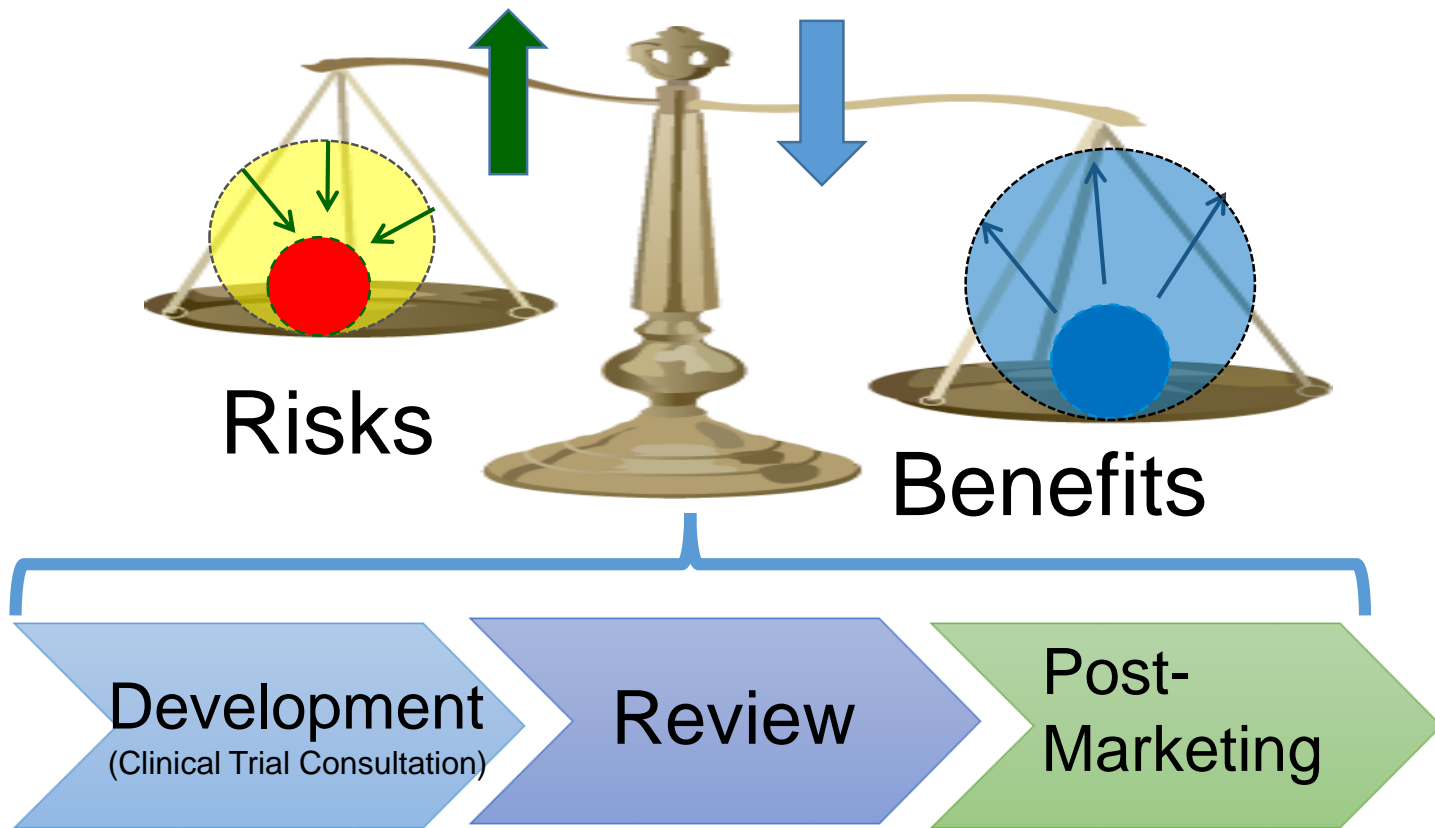 Risks
Benefits
Development
(Clinical Trial Consultation)
Review
Post-
Marketing